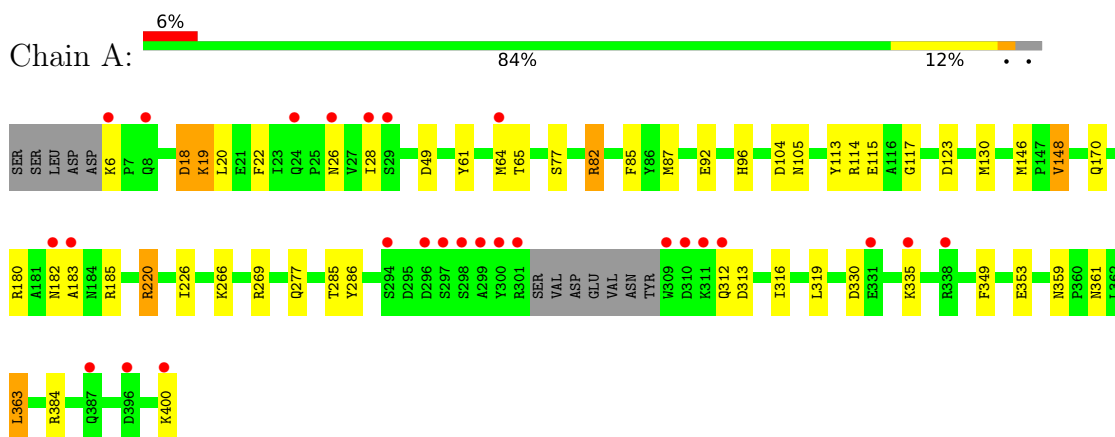 6%
Chain A:
84% 12% • •
SER SER LEU ASP ASP K6 P7 Q8 D18 K19 L20 E21 F22 I23 Q24 P25 N26 V27 I28 S29 D49 Y61 M64 T65 S77 R82 F85 Y86 M87 E92 H96 D104 N105 Y113 R114 E115 A116 G117 D123 M130 M146 P147 V148 Q170
R180 A181 N182 A183 N184 R185 R220 I226 K266 R269 Q277 T285 Y286 S294 D295 D296 S297 S298 A299 Y300 R301 SER VAL ASP GLU VAL ASN TYR W309 D310 K311 Q312 D313 I316 L319 D330 E331 K335 R338 F349 E353 N359 P360 N361 L362
L363 R384 Q387 D396 K400